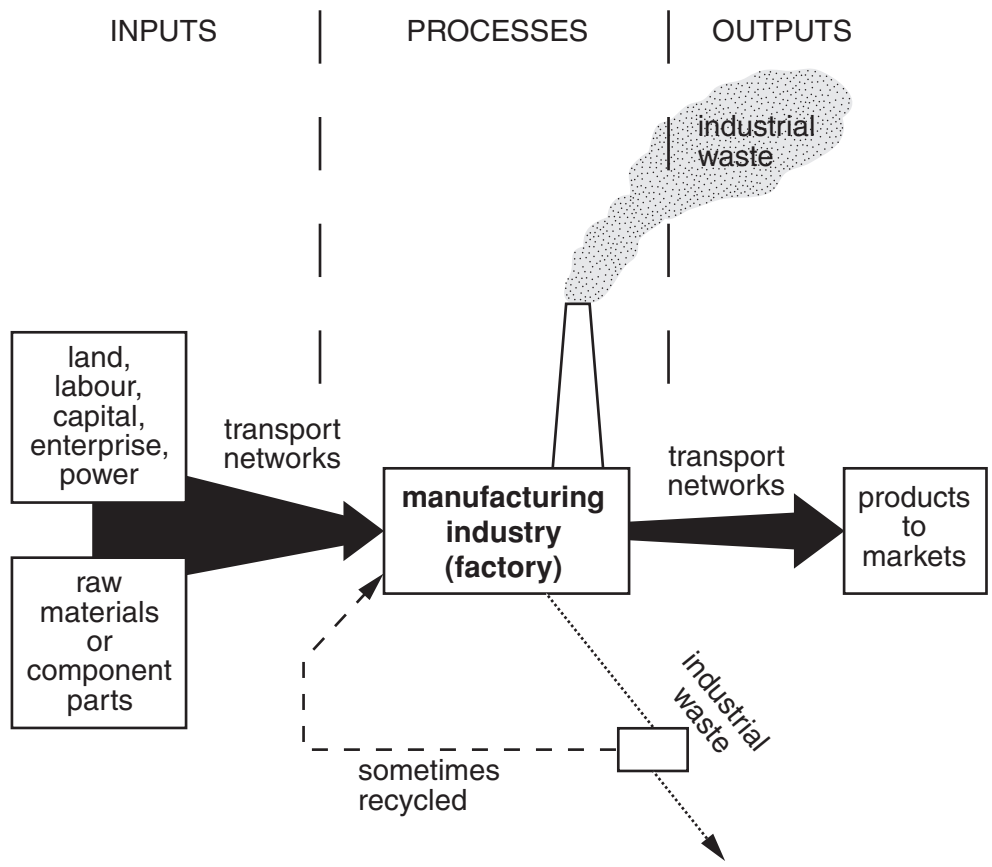 INPUTS
PROCESSES
OUTPUTS
industrial
waste
land,
labour,
capital,
enterprise,
power
transport
networks
raw
materials
or
component
parts
manufacturing
industry
(factory)
transport
networks
products
to
markets
industrial
waste
sometimes
recycled